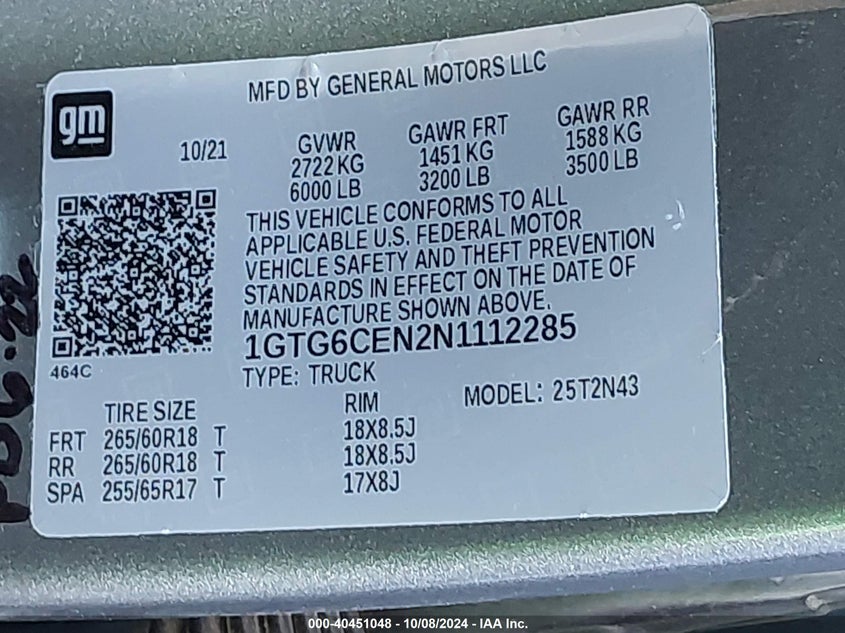 MFD BY GENERAL MOTORS LLC
gm
10/21 GVWR GAWR FRT GAWR RR
2722 KG 1451 KG 1588 KG
6000 LB 3200 LB 3500 LB
THIS VEHICLE CONFORMS TO ALL
APPLICABLE U.S. FEDERAL MOTOR
VEHICLE SAFETY AND THEFT PREVENTION
STANDARDS IN EFFECT ON THE DATE OF
MANUFACTURE SHOWN ABOVE.
1GTG6CEN2N1112285
464C
TYPE: TRUCK MODEL: 25T2N43
TIRE SIZE RIM
FRT 265/60R18 T 18X8.5J
RR 265/60R18 T 18X8.5J
SPA 255/65R17 T 17X8J
000-40451048 - 10/08/2024 - IAA Inc.